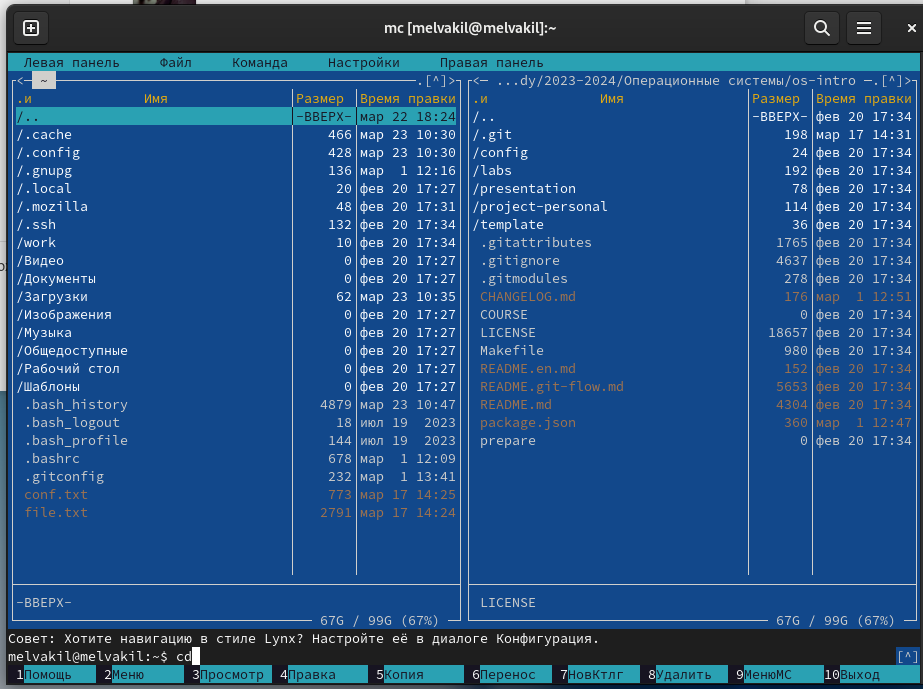 mc [melvakil@melvakil]:~
Левая панель Файл Команда Настройки Правая панель
<─ ~ .[^]> <─ ...dy/2023-2024/Операционные системы/os-intro ─.[^]>
.и Имя Размер Время правки .и Имя Размер Время правки
/.. -ВВЕРХ- мар 22 18:24 /.. -ВВЕРХ- фев 20 17:34
/.cache 466 мар 23 10:30 /.git 198 мар 17 14:31
/.config 428 мар 23 10:30 /config 24 фев 20 17:34
/.gnupg 136 мар 1 12:16 /labs 192 фев 20 17:34
/.local 20 фев 20 17:27 /presentation 78 фев 20 17:34
/.mozilla 48 фев 20 17:31 /project-personal 114 фев 20 17:34
/.ssh 132 фев 20 17:34 /template 36 фев 20 17:34
/work 10 фев 20 17:34 .gitattributes 1765 фев 20 17:34
/Видео 0 фев 20 17:27 .gitignore 4637 фев 20 17:34
/Документы 0 фев 20 17:27 .gitmodules 278 фев 20 17:34
/Загрузки 62 мар 23 10:35 CHANGELOG.md 176 мар 1 12:51
/Изображения 0 фев 20 17:27 COURSE 0 фев 20 17:34
/Музыка 0 фев 20 17:27 LICENSE 18657 фев 20 17:34
/Общедоступные 0 фев 20 17:27 Makefile 980 фев 20 17:34
/Рабочий стол 0 фев 20 17:27 README.en.md 152 фев 20 17:34
/Шаблоны 0 фев 20 17:27 README.git-flow.md 5653 фев 20 17:34
.bash_history 4879 мар 23 10:47 README.md 4304 фев 20 17:34
.bash_logout 18 июл 19 2023 package.json 360 мар 1 12:47
.bash_profile 144 июл 19 2023 prepare 0 фев 20 17:34
.bashrc 678 мар 1 12:09
.gitconfig 232 мар 1 13:41
conf.txt 773 мар 17 14:25
file.txt 2791 мар 17 14:24
-ВВЕРХ- LICENSE
67G / 99G (67%) 67G / 99G (67%)
Совет: Хотите навигацию в стиле Lynx? Настройте её в диалоге Конфигурация.
melvakil@melvakil:~$ cd [^]
1Помощь 2Меню 3Просмотр 4Правка 5Копия 6Перенос 7НовКтлг 8Удалить 9МенюMC 10Выход